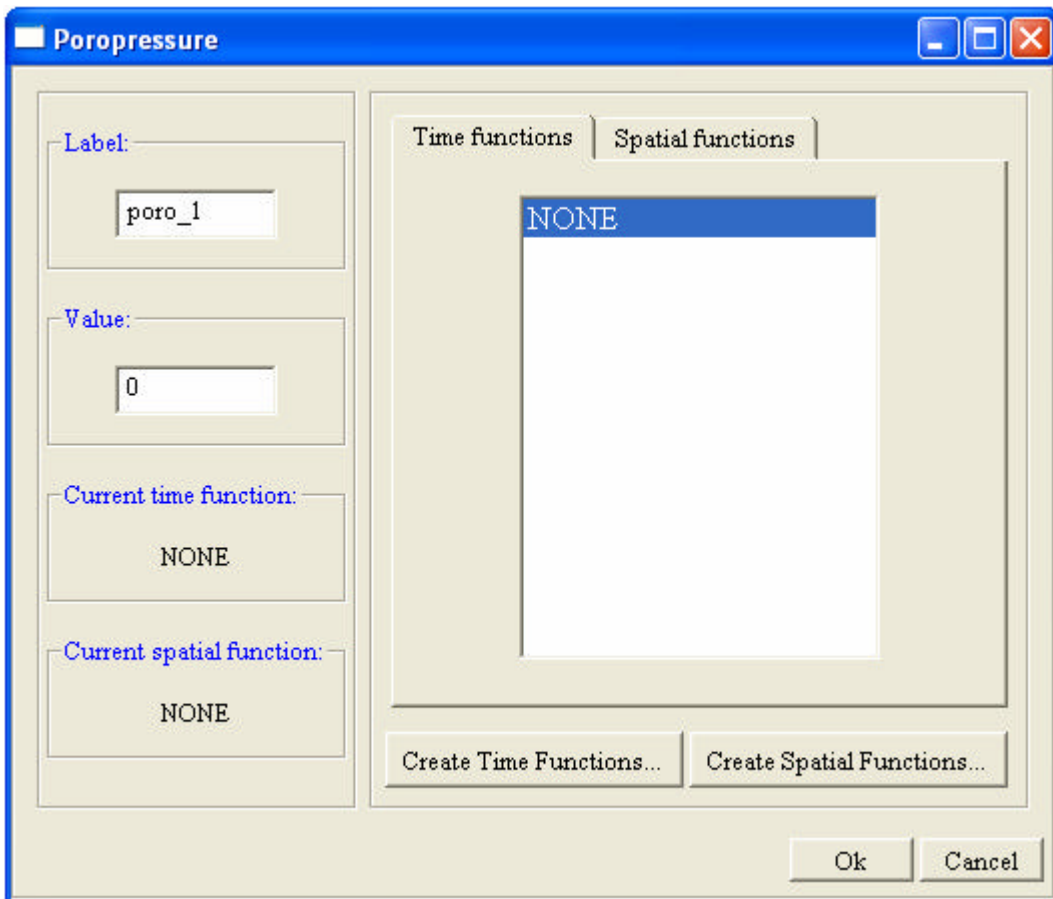 Poropressure
Label:
poro_1
Value:
0
Current time function:
NONE
Current spatial function:
NONE
Time functions
Spatial functions
NONE
Create Time Functions...
Create Spatial Functions...
Ok
Cancel